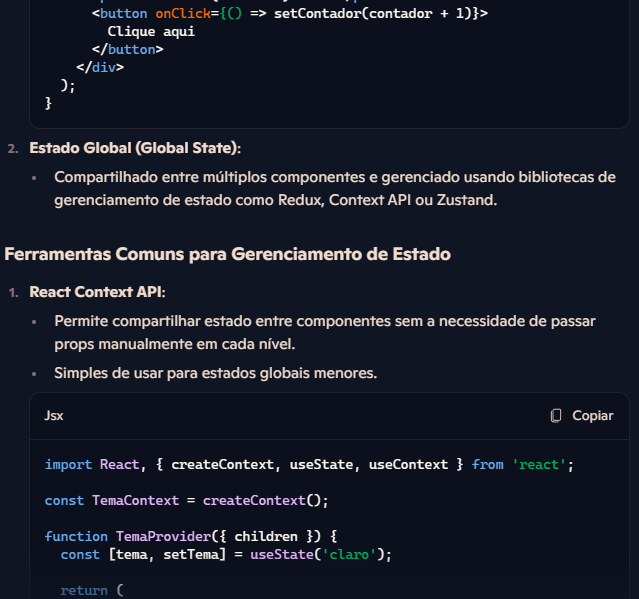 <button onClick={() => setContador(contador + 1)}>
Clique aqui
</button>
</div>
);
}
2. Estado Global (Global State):
• Compartilhado entre múltiplos componentes e gerenciado usando bibliotecas de
gerenciamento de estado como Redux, Context API ou Zustand.
Ferramentas Comuns para Gerenciamento de Estado
1. React Context API:
• Permite compartilhar estado entre componentes sem a necessidade de passar
props manualmente em cada nível.
• Simples de usar para estados globais menores.
Jsx Copiar
import React, { createContext, useState, useContext } from 'react';
const TemaContext = createContext();
function TemaProvider({ children }) {
const [tema, setTema] = useState('claro');
return (